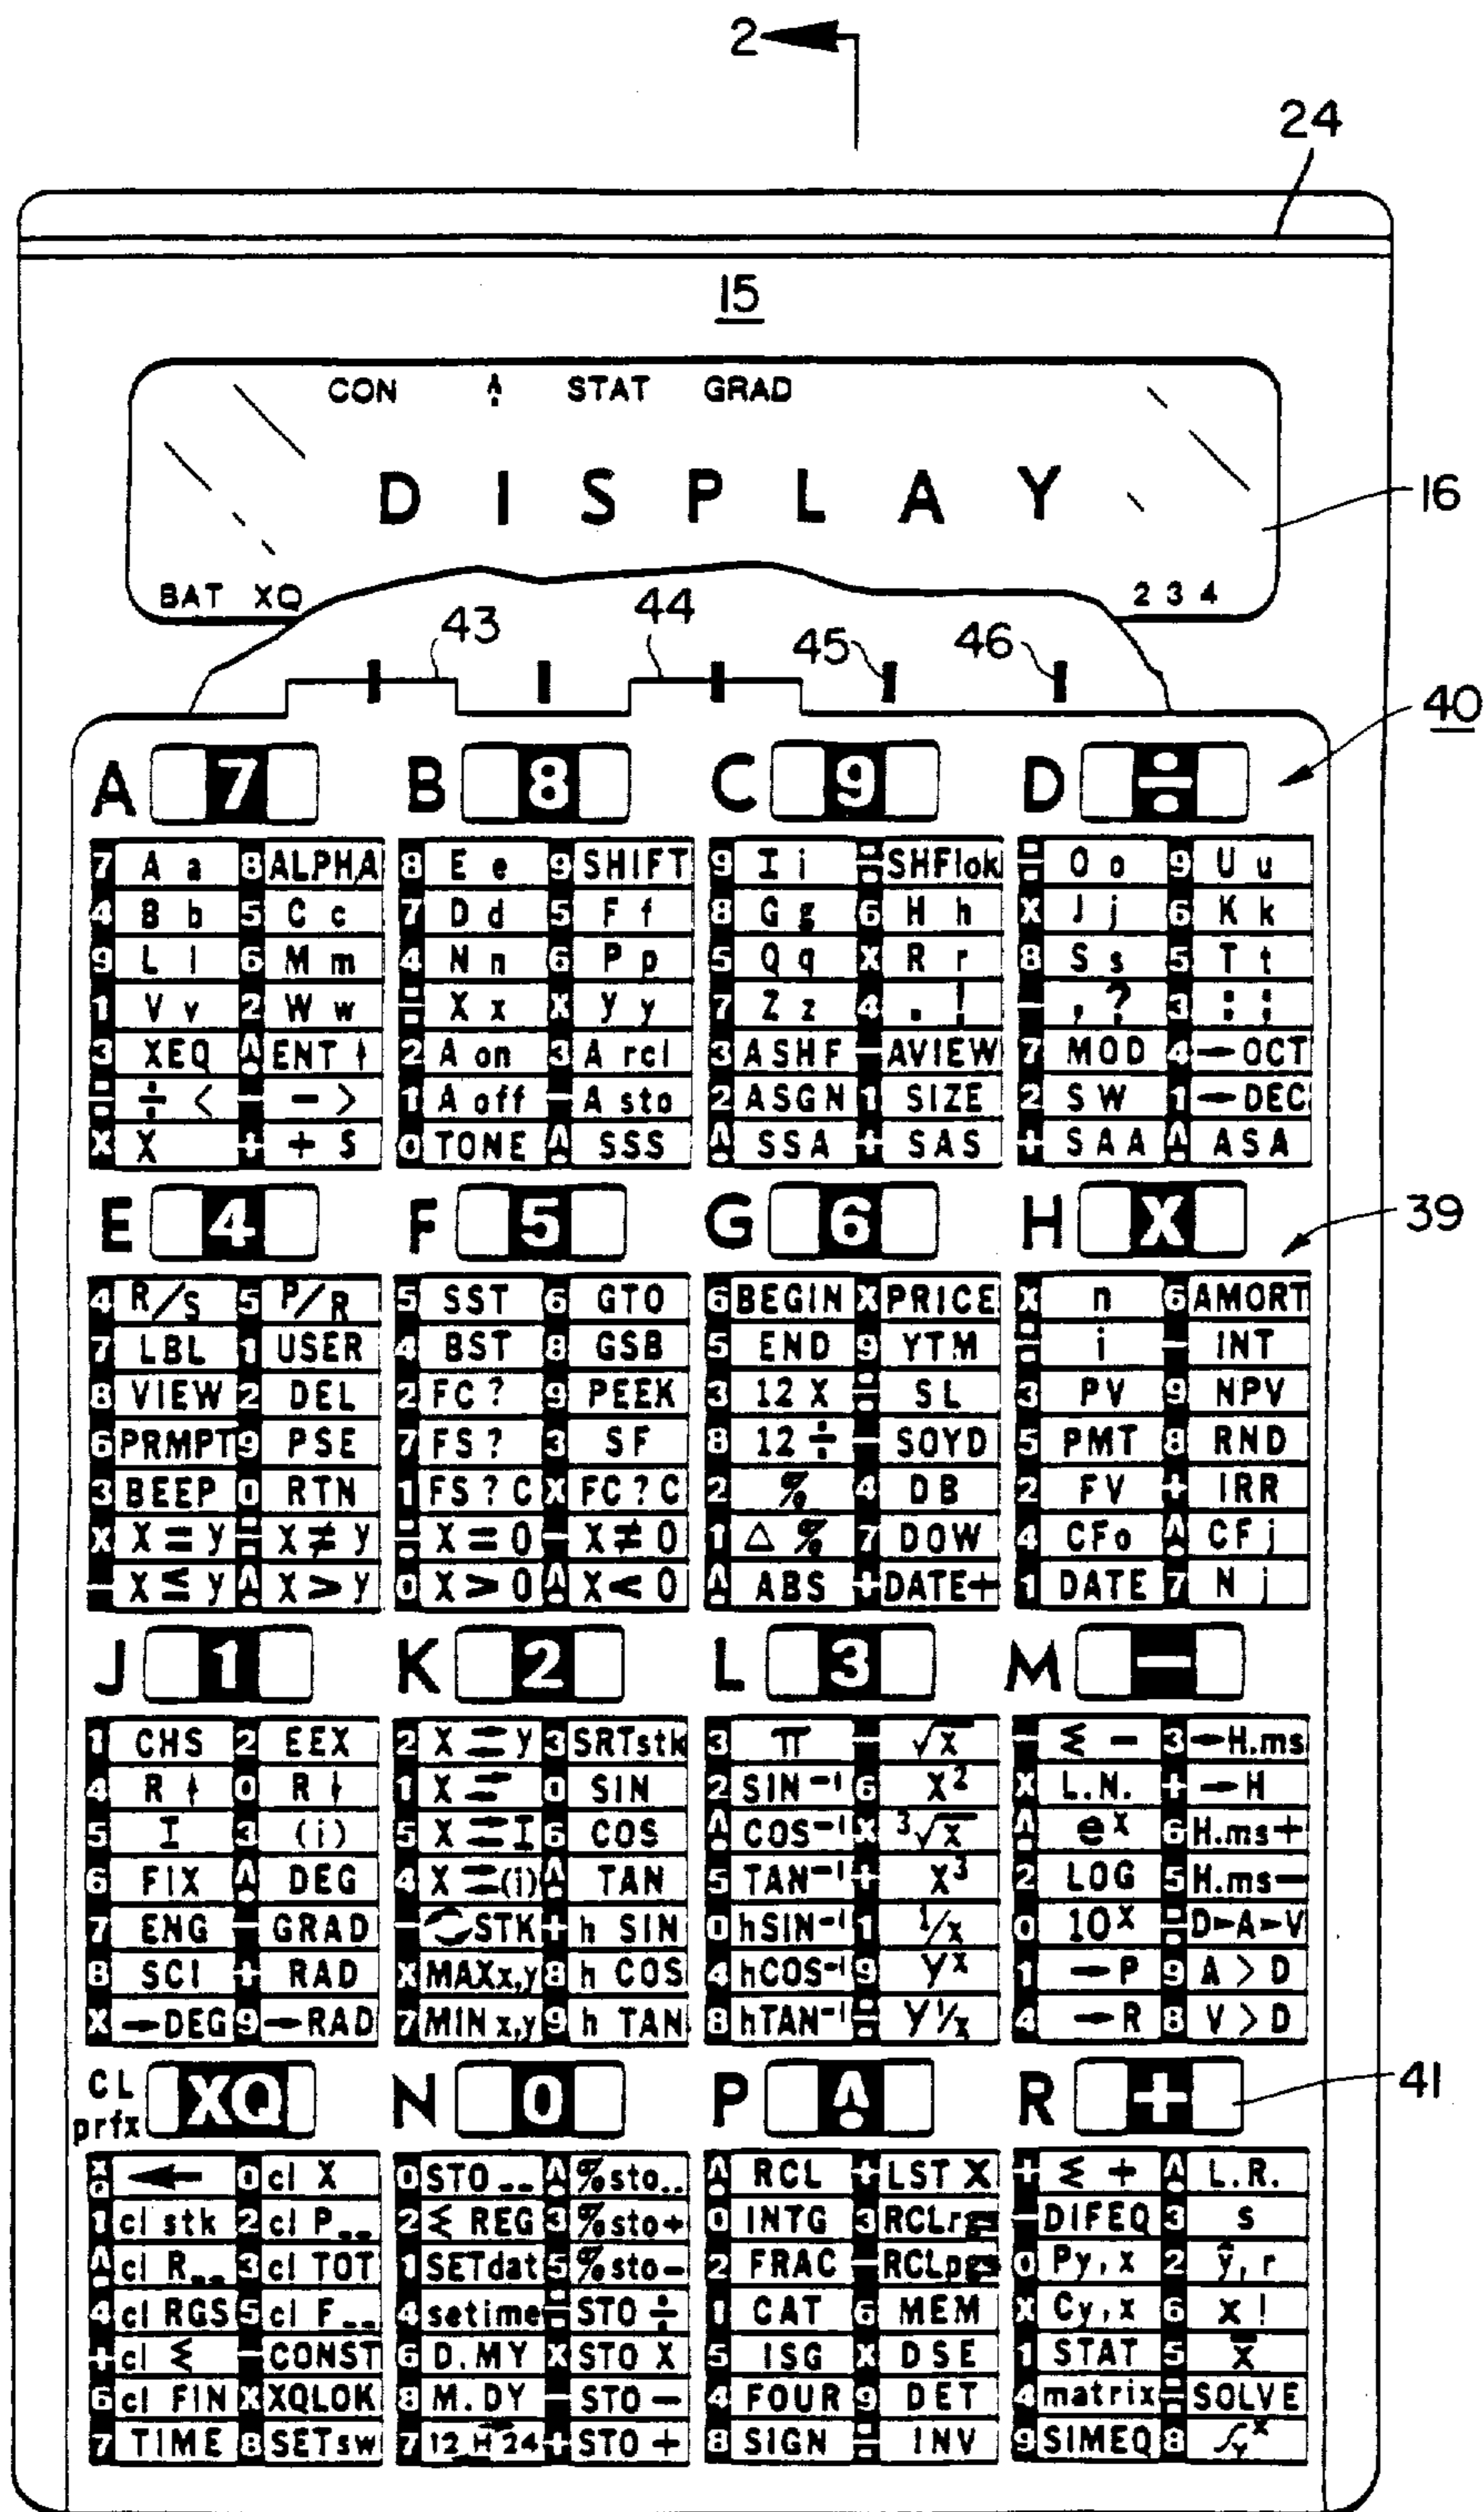 2
24
15
CON STAT GRAD
DISPLAY
16
BAT XQ 2 3 4
43 44 45 46
40
A 7 B 8 C 9 D ÷
7 A a 8 ALPHA 8 E e 9 SHIFT 9 I i ÷ SHFlok ÷ O o 9 U u
4 B b 5 C c 7 D d 5 F f 8 G g 6 H h X J j 6 K k
9 L l 6 M m 4 N n 6 P p 5 Q q X R r 8 S s 5 T t
1 V v 2 W w ÷ X x X Y y 7 Z z 4 . ! − , ? 3 : ;
3 XEQ ENT 2 A on 3 A rcl 3 ASHF − AVIEW 7 MOD 4 →OCT
÷ ÷ < − − > 1 A off − A sto 2 ASGN 1 SIZE 2 SW 1 →DEC
X X + + S 0 TONE SSS SSA + SAS + SAA ASA
E 4 F 5 G 6 H X
39
4 R/S 5 P/R 5 SST 6 GTO 6 BEGIN X PRICE X n 6 AMORT
7 LBL 1 USER 4 BST 8 GSB 5 END 9 YTM ÷ i − INT
8 VIEW 2 DEL 2 FC ? 9 PEEK 3 12 X ÷ SL 3 PV 9 NPV
6 PRMPT 9 PSE 7 FS ? 3 SF 8 12 ÷ − SOYD 5 PMT 8 RND
3 BEEP 0 RTN 1 FS ? C X FC ? C 2 % 4 DB 2 FV + IRR
X X = y ÷ X ≠ y ÷ X = 0 − X ≠ 0 1 △ % 7 DOW 4 CFo CFj
− X ≤ y X > y 0 X > 0 X < 0 ABS + DATE+ 1 DATE 7 N j
J 1 K 2 L 3 M −
1 CHS 2 EEX 2 X ⇄ y 3 SRTstk 3 π − √x − Σ − 3 →H.ms
4 R 0 R 1 X ⇄ 0 SIN 2 SIN⁻¹ 6 X² X L.N. + →H
5 I 3 (i) 5 X ⇄ I 6 COS COS⁻¹ X ³√x eˣ 6 H.ms+
6 FIX DEG 4 X ⇄ (i) TAN 5 TAN⁻¹ + X³ 2 LOG 5 H.ms−
7 ENG − GRAD − STK + h SIN 0 hSIN⁻¹ 1 1/x 0 10ˣ ÷ D►A►V
8 SCI + RAD X MAXx,y 8 h COS 4 hCOS⁻¹ 9 Yˣ 1 →P 9 A > D
X →DEG 9 →RAD 7 MIN x,y 9 h TAN 8 hTAN⁻¹ ÷ Y1/x 4 →R 8 V > D
CL prfx XQ N 0 P R +
41
XQ ← 0 cl X 0 STO __ %sto.. RCL + LST X + Σ + L.R.
1 cl stk 2 cl P__ 2 Σ REG 3 %sto+ 0 INTG 3 RCLr⇄ − DIFEQ 3 s
cl R__ 3 cl TOT 1 SETdat 5 %sto− 2 FRAC − RCLp⇄ 0 Py,x 2 ŷ,r
4 cl RGS 5 cl F__ 4 setime ÷ STO ÷ 1 CAT 6 MEM X Cy,x 6 x !
+ cl Σ − CONST 6 D.MY X STO X 5 ISG X DSE 1 STAT 5 x̄
6 cl FIN X XQLOK 8 M.DY − STO − 4 FOUR 9 DET 4 matrix ÷ SOLVE
7 TIME 8 SETsw 7 12 H 24 + STO + 8 SIGN ÷ INV 9 SIMEQ 8 ∫yˣ